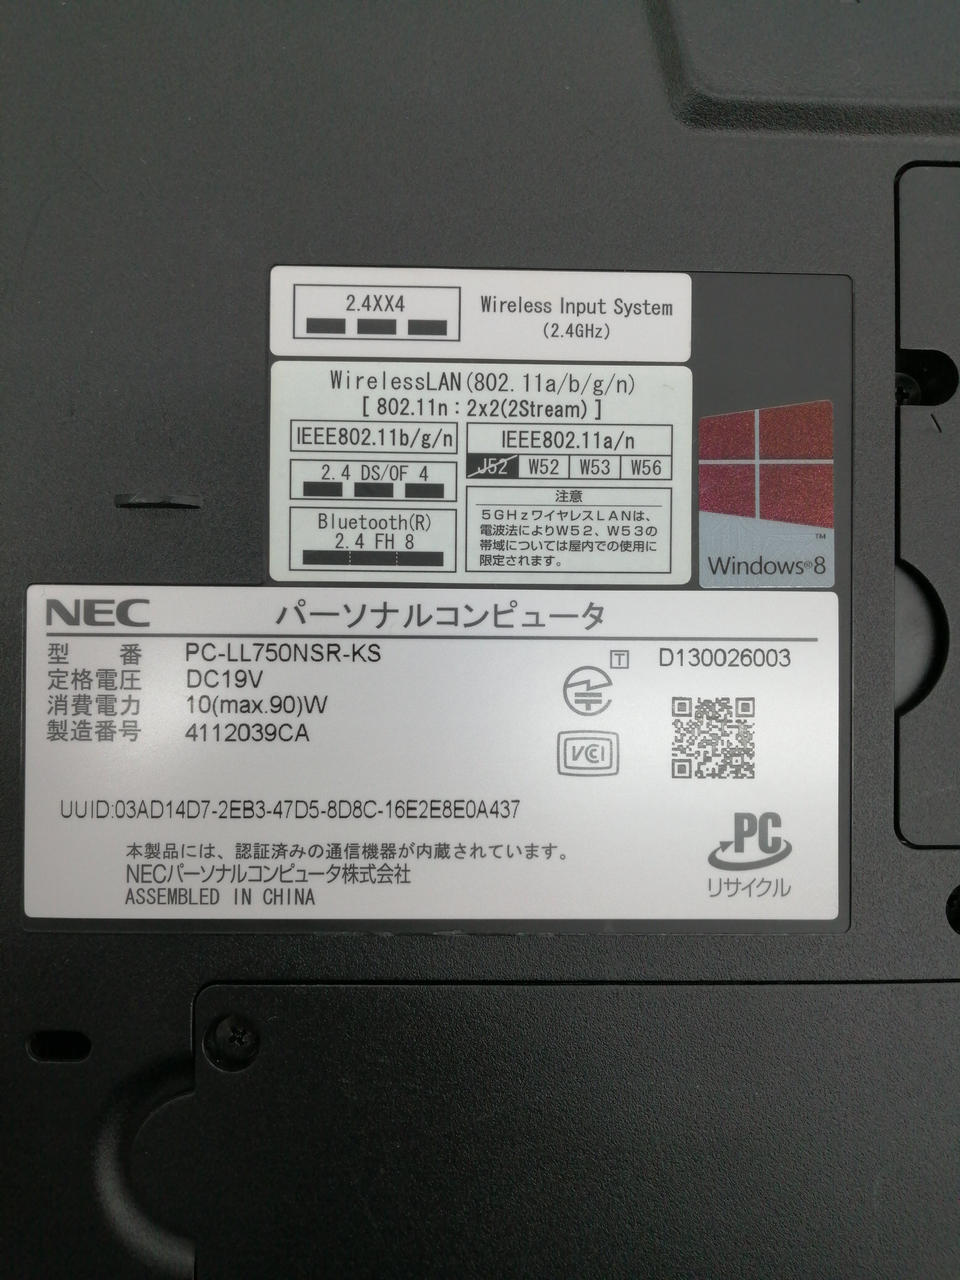 2.4XX4
Wireless Input System
(2.4GHz)
WirelessLAN(802.11a/b/g/n)
[ 802.11n : 2x2(2Stream) ]
IEEE802.11b/g/n
IEEE802.11a/n
J52 W52 W53 W56
2.4 DS/OF 4
Bluetooth(R)
2.4 FH 8
注意
5GHzワイヤレスLANは、
電波法によりW52、W53の
帯域については屋内での使用に
限定されます。
TM
Windows®8
NEC パーソナルコンピュータ
型 番 PC-LL750NSR-KS
定格電圧 DC19V
消費電力 10(max.90)W
製造番号 4112039CA
T D130026003
VCCI
UUID:03AD14D7-2EB3-47D5-8D8C-16E2E8E0A437
本製品には、認証済みの通信機器が内蔵されています。
NECパーソナルコンピュータ株式会社
ASSEMBLED IN CHINA
PC
リサイクル